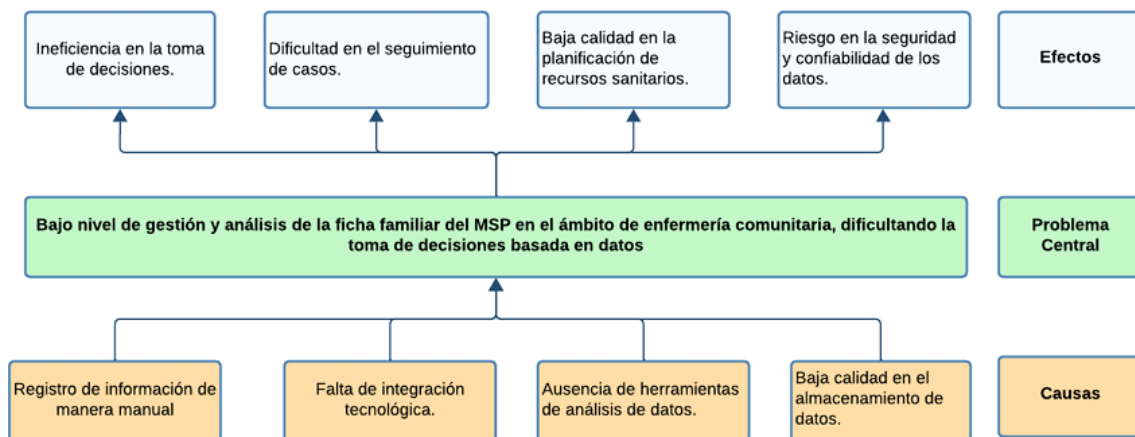 Ineficiencia en la toma
de decisiones.
Dificultad en el seguimiento
de casos.
Baja calidad en la
planificación de
recursos sanitarios.
Riesgo en la seguridad
y confiabilidad de los
datos.
Efectos
Bajo nivel de gestión y análisis de la ficha familiar del MSP en el ámbito de enfermería comunitaria, dificultando la
toma de decisiones basada en datos
Problema
Central
Registro de información de
manera manual
Falta de integración
tecnológica.
Ausencia de herramientas
de análisis de datos.
Baja calidad en el
almacenamiento de
datos.
Causas